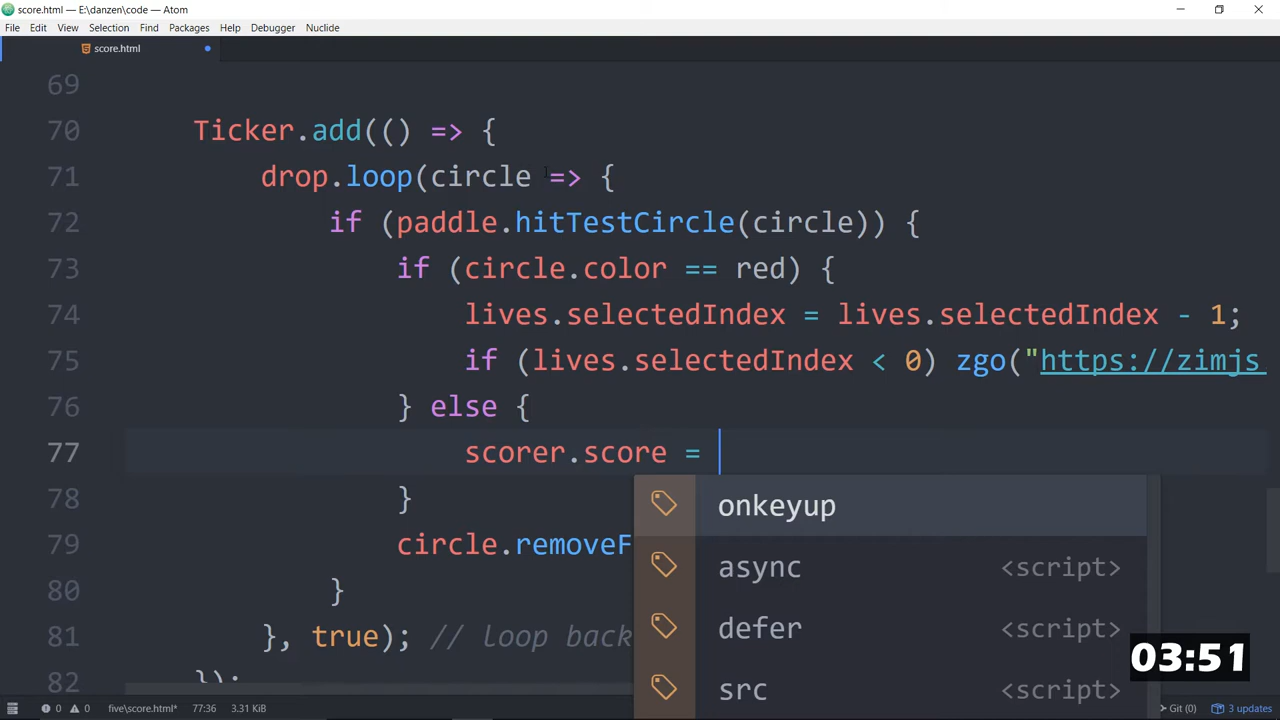 score.html — E:\danzen\code — Atom
File Edit View Selection Find Packages Help Debugger Nuclide
score.html
69
70 Ticker.add(() => {
71 drop.loop(circle => {
72 if (paddle.hitTestCircle(circle)) {
73 if (circle.color == red) {
74 lives.selectedIndex = lives.selectedIndex - 1;
75 if (lives.selectedIndex < 0) zgo("https://zimjs
76 } else {
77 scorer.score =
onkeyup
78 }
79 circle.removeF
async <script>
80 }
defer <script>
81 }, true); // loop back
82 });
src <script>
03:51
0 0 five\score.html* 77:36 3.31 KiB Git (0) 3 updates